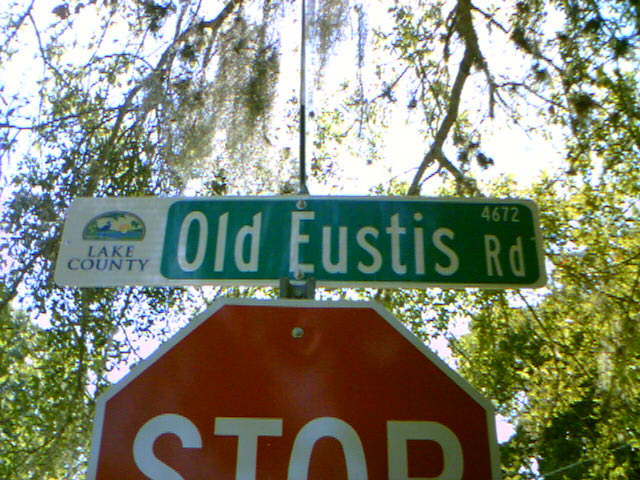 LAKE
COUNTY
Old Eustis Rd
4672
STOP